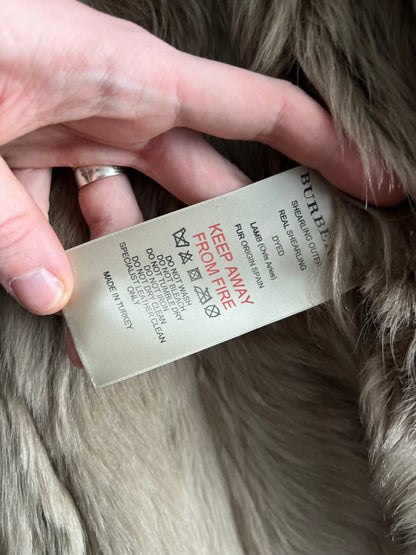 BURBE
SHEARLING OUTER:
REAL SHEARLING
DYED
LAMB (Ovis Aries)
FUR ORIGIN SPAIN
KEEP AWAY
FROM FIRE
DO NOT WASH
DO NOT BLEACH
DO NOT TUMBLE DRY
DO NOT IRON
DO NOT DRY CLEAN
SPECIALIST LEATHER CLEAN
ONLY
MADE IN TURKEY